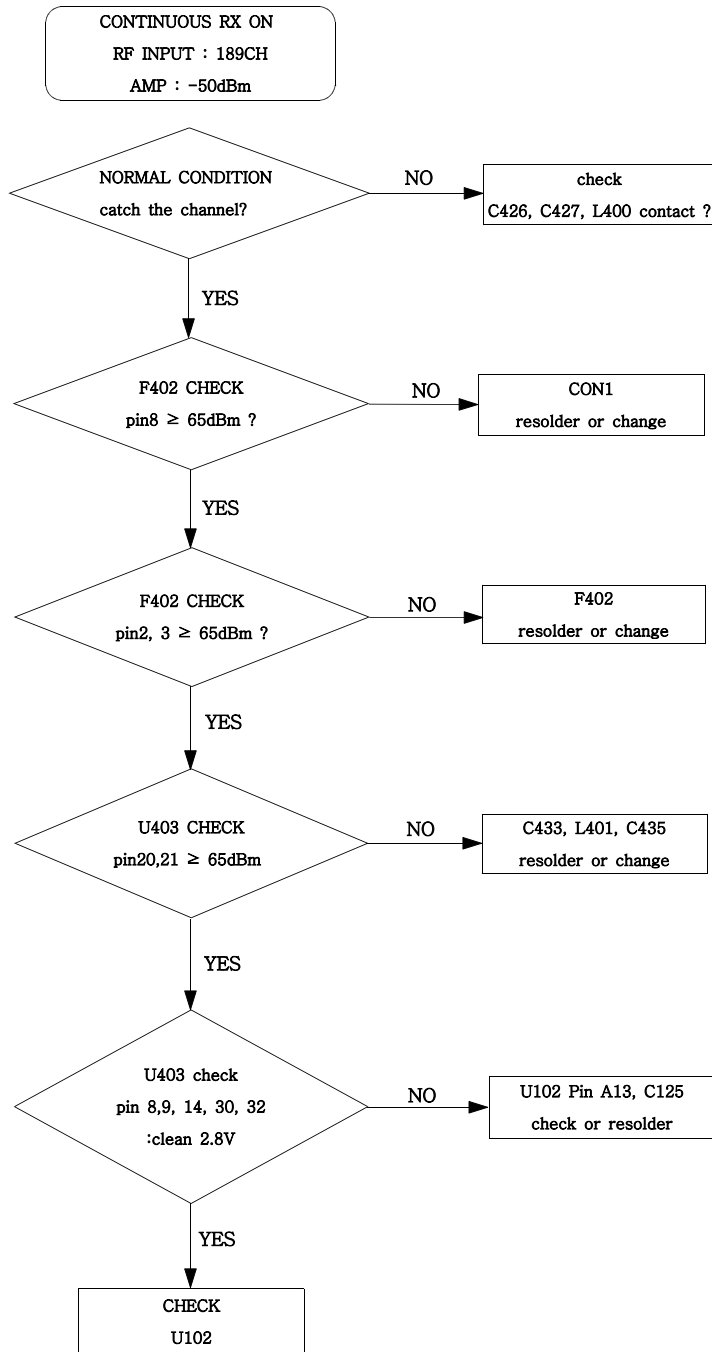 CONTINUOUS RX ON
RF INPUT : 189CH
AMP : -50dBm
NORMAL CONDITION
catch the channel?
NO
check
C426, C427, L400 contact ?
YES
F402 CHECK
pin8 ≥ 65dBm ?
NO
CON1
resolder or change
YES
F402 CHECK
pin2, 3 ≥ 65dBm ?
NO
F402
resolder or change
YES
U403 CHECK
pin20,21 ≥ 65dBm
NO
C433, L401, C435
resolder or change
YES
U403 check
pin 8,9, 14, 30, 32
:clean 2.8V
NO
U102 Pin A13, C125
check or resolder
YES
CHECK
U102